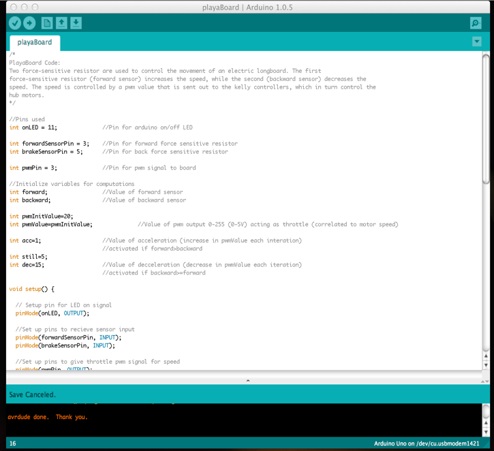 playaBoard | Arduino 1.0.5
playaBoard
/*
PlayaBoard Code:
Two force-sensitive resistor are used to control the movement of an electric longboard. The first
force-sensitive resistor (forward sensor) increases the speed, while the second (backward sensor) decreases the
speed. The speed is controlled by a pwm value that is sent out to the kelly controllers, which in turn control the
hub motors.
*/
//Pins used
int onLED = 11; //Pin for arduino on/off LED
int forwardSensorPin = 3; //Pin for forward force sensitive resistor
int brakeSensorPin = 5; //Pin for back force sensitive resistor
int pwmPin = 3; //Pin for pwm signal to board
//Initialize variables for computations
int forward; //Value of forward sensor
int backward; //Value of backward sensor
int pwmInitValue=20;
int pwmValue=pwmInitValue; //Value of pwm output 0-255 (0-5V) acting as throttle (correlated to motor speed)
int acc=1; //Value of acceleration (increase in pwmValue each interation)
//activated if forward>backward
int still=5;
int dec=15; //Value of decceleration (decrease in pwmValue each iteration)
//activated if backward>=forward
void setup() {
// Setup pin for LED on signal
pinMode(onLED, OUTPUT);
//Set up pins to recieve sensor input
pinMode(forwardSensorPin, INPUT);
pinMode(brakeSensorPin, INPUT);
//Set up pins to give throttle pwm signal for speed
pinMode(pwmPin, OUTPUT);
Save Canceled.
avrdude done. Thank you.
16 Arduino Uno on /dev/cu.usbmodem1421